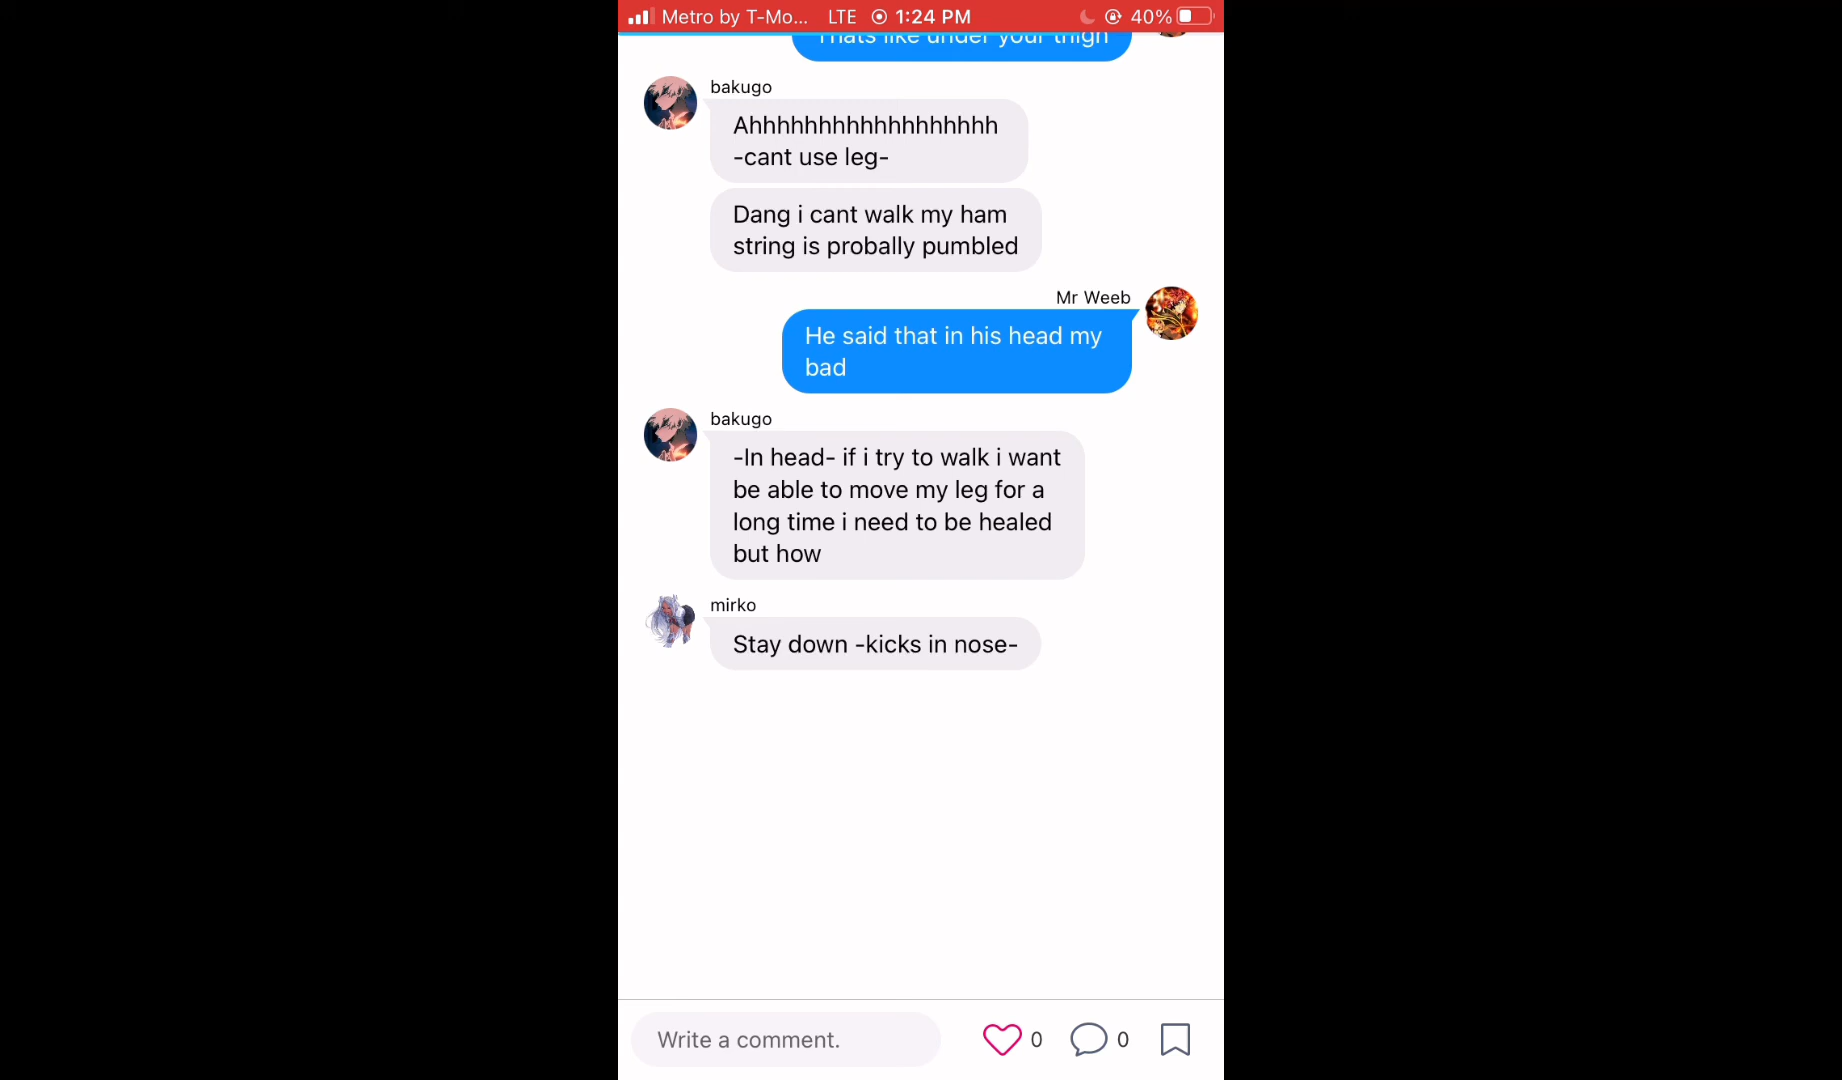 Metro by T-Mo... LTE 1:24 PM 40%
Thats like under your thigh
bakugo
Ahhhhhhhhhhhhhhhhhhh
-cant use leg-
Dang i cant walk my ham
string is probally pumbled
Mr Weeb
He said that in his head my
bad
bakugo
-In head- if i try to walk i want
be able to move my leg for a
long time i need to be healed
but how
mirko
Stay down -kicks in nose-
Write a comment. 0 0